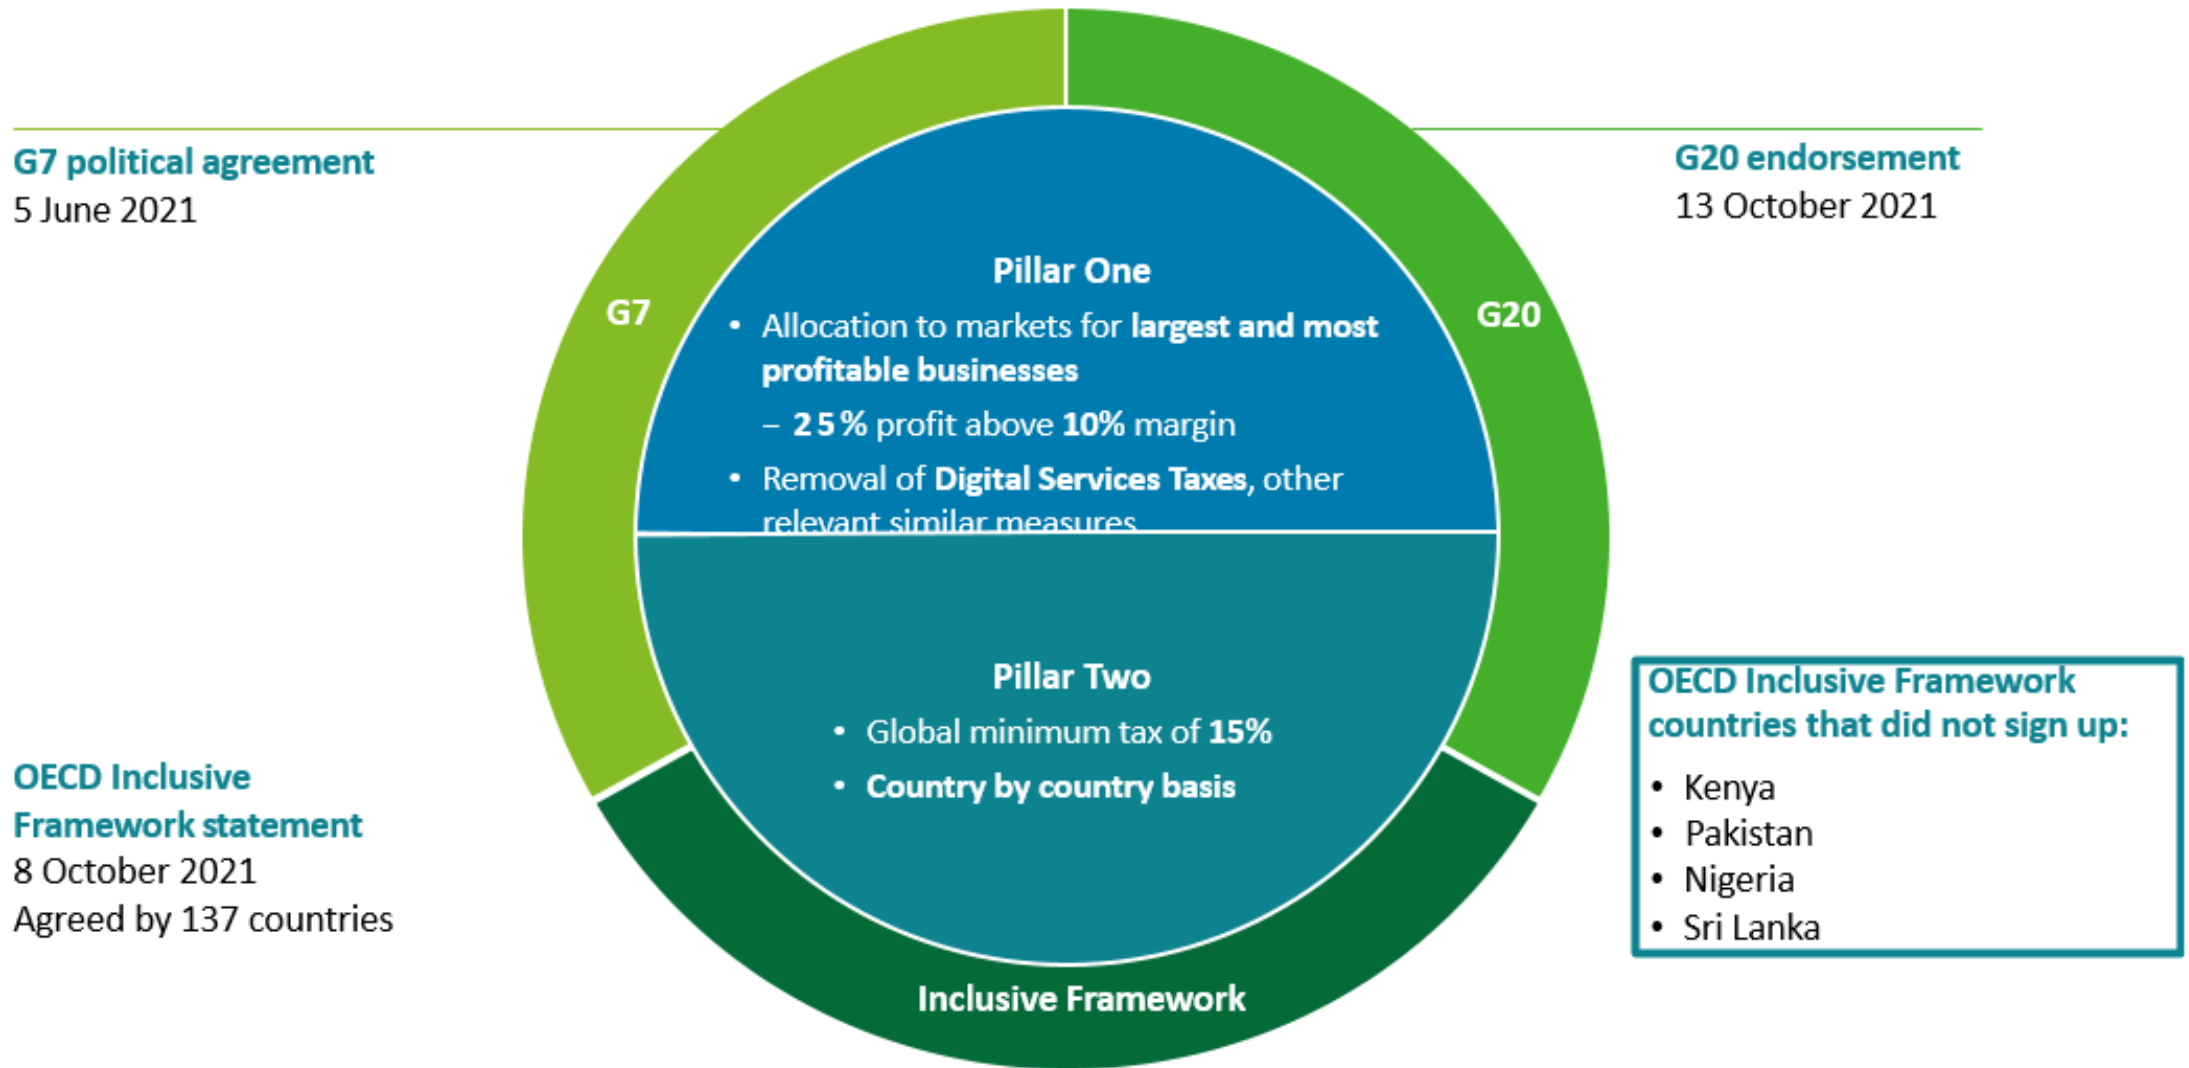 G7 political agreement
5 June 2021
G20 endorsement
13 October 2021
G7
G20
Pillar One
• Allocation to markets for largest and most
profitable businesses
– 25% profit above 10% margin
• Removal of Digital Services Taxes, other
relevant similar measures
Pillar Two
• Global minimum tax of 15%
• Country by country basis
OECD Inclusive
Framework statement
8 October 2021
Agreed by 137 countries
OECD Inclusive Framework
countries that did not sign up:
• Kenya
• Pakistan
• Nigeria
• Sri Lanka
Inclusive Framework